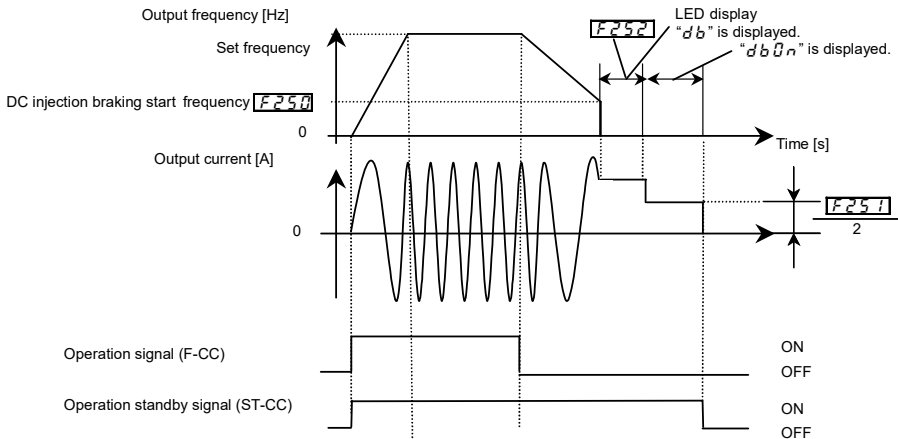 Output frequency [Hz]
Set frequency
DC injection braking start frequency F250
0
F252
LED display
“db” is displayed.
“dbOn” is displayed.
Time [s]
Output current [A]
0
F251
2
Operation signal (F-CC)
ON
OFF
Operation standby signal (ST-CC)
ON
OFF